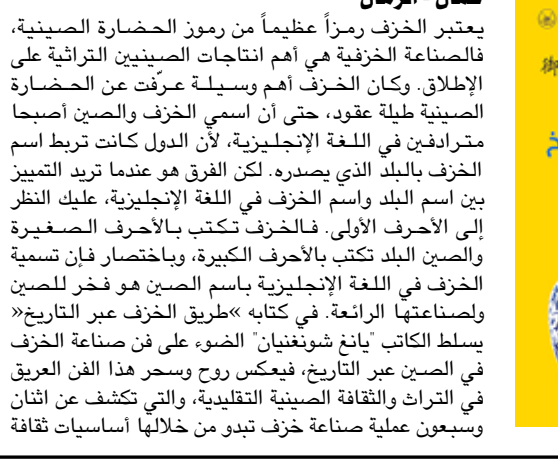 يعتبر الخزف رمزاً عظيماً من رموز الحضارة الصينية،
فالصناعة الخزفية هي أهم انتاجات الصينيين التراثية على
الإطلاق. وكان الخزف أهم وسيلة عرّفت عن الحضارة
الصينية طيلة عقود، حتى أن اسمي الخزف والصين أصبحا
مترادفين في اللغة الإنجليزية، لأن الدول كانت تربط اسم
الخزف بالبلد الذي يصدره. لكن الفرق هو عندما تريد التمييز
بين اسم البلد واسم الخزف في اللغة الإنجليزية، عليك النظر
إلى الأحرف الأولى. فالخزف تكتب بالأحرف الصغيرة
والصين البلد تكتب بالأحرف الكبيرة، وباختصار فإن تسمية
الخزف في اللغة الإنجليزية باسم الصين هو فخر للصين
ولصناعتها الرائعة. في كتابه »طريق الخزف عبر التاريخ«
يسلط الكاتب "يانغ شونغنيان" الضوء على فن صناعة الخزف
في الصين عبر التاريخ، فيعكس روح وسحر هذا الفن العريق
في التراث والثقافة الصينية التقليدية، والتي تكشف عن اثنان
وسبعون عملية صناعة خزف تبدو من خلالها أساسيات ثقافة